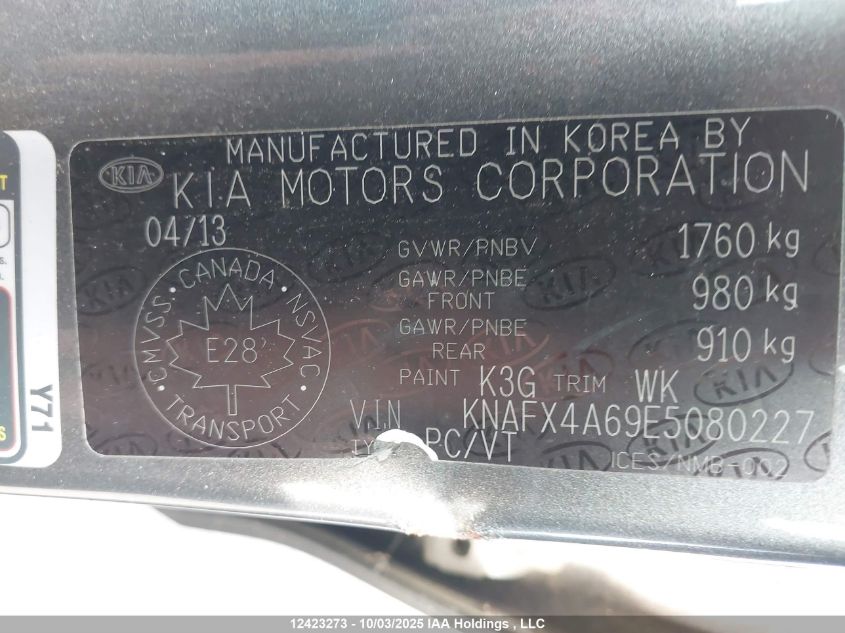 MANUFACTURED IN KOREA BY
KIA KIA MOTORS CORPORATION
04/13
GVWR/PNBV 1760 kg
GAWR/PNBE FRONT 980 kg
GAWR/PNBE REAR 910 kg
PAINT K3G TRIM WK
VIN KNAFX4A69E5080227
PC/VT
ICES/NMB-002
CMVSS CANADA NSVAC
E28
TRANSPORT
Y71
12423273 - 10/03/2025 IAA Holdings , LLC